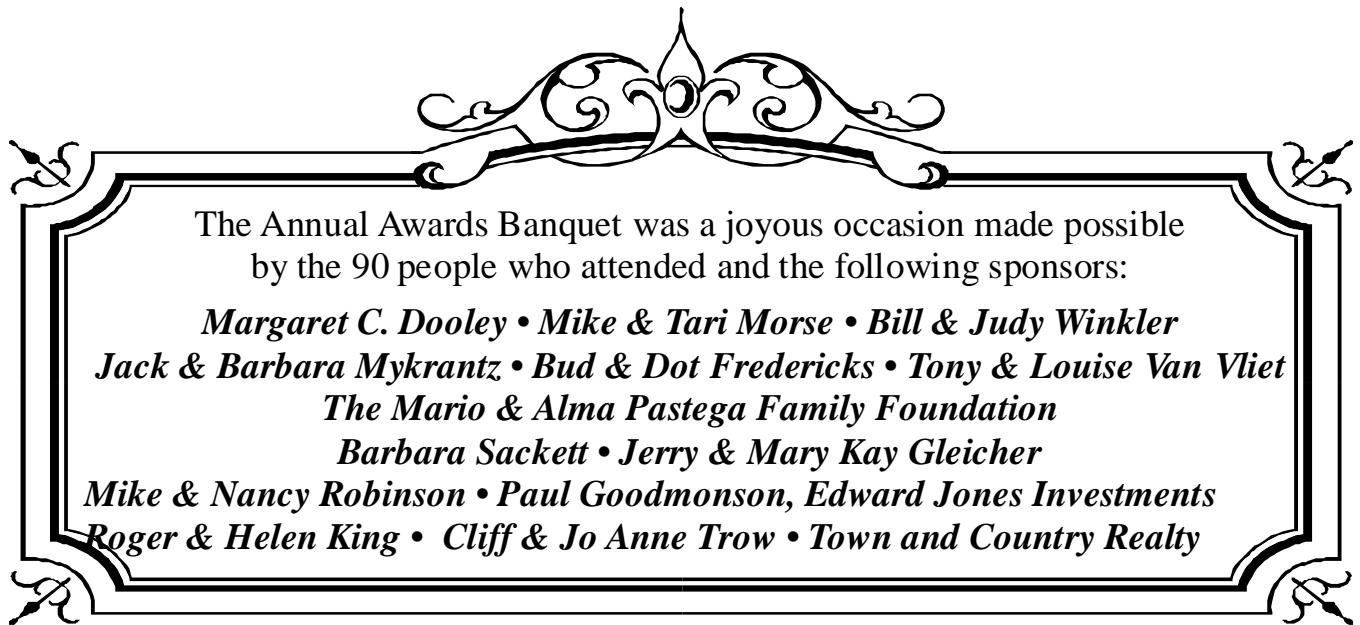 The Annual Awards Banquet was a joyous occasion made possible
by the 90 people who attended and the following sponsors:
Margaret C. Dooley • Mike & Tari Morse • Bill & Judy Winkler
Jack & Barbara Mykrantz • Bud & Dot Fredericks • Tony & Louise Van Vliet
The Mario & Alma Pastega Family Foundation
Barbara Sackett • Jerry & Mary Kay Gleicher
Mike & Nancy Robinson • Paul Goodmonson, Edward Jones Investments
Roger & Helen King • Cliff & Jo Anne Trow • Town and Country Realty